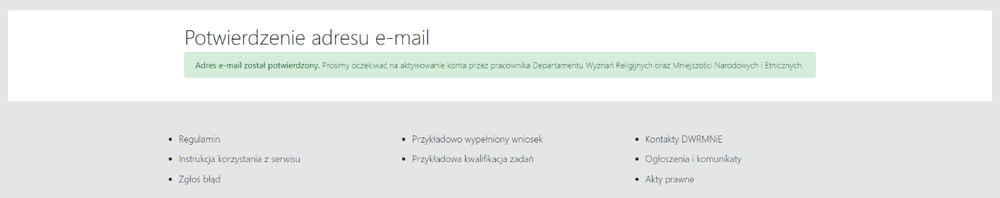 Potwierdzenie adresu e-mail
Adres e-mail został potwierdzony. Prosimy oczekiwać na aktywowanie konta przez pracownika Departamentu Wyznań Religijnych oraz Mniejszości Narodowych i Etnicznych.
Regulamin
Instrukcja korzystania z serwisu
Zgłoś błąd
Przykładowo wypełniony wniosek
Przykładowa kwalifikacja zadań
Kontakty DWRMNiE
Ogłoszenia i komunikaty
Akty prawne